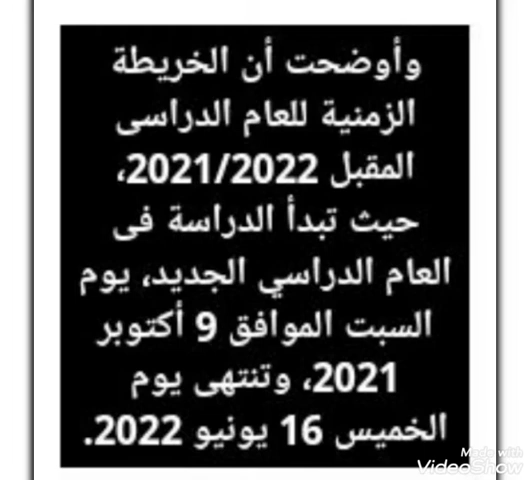 وأوضحت أن الخريطة
الزمنية للعام الدراسى
المقبل 2021/2022،
حيث تبدأ الدراسة فى
العام الدراسي الجديد، يوم
السبت الموافق 9 أكتوبر
2021، وتنتهى يوم
الخميس 16 يونيو 2022.
Made with
VideoShow